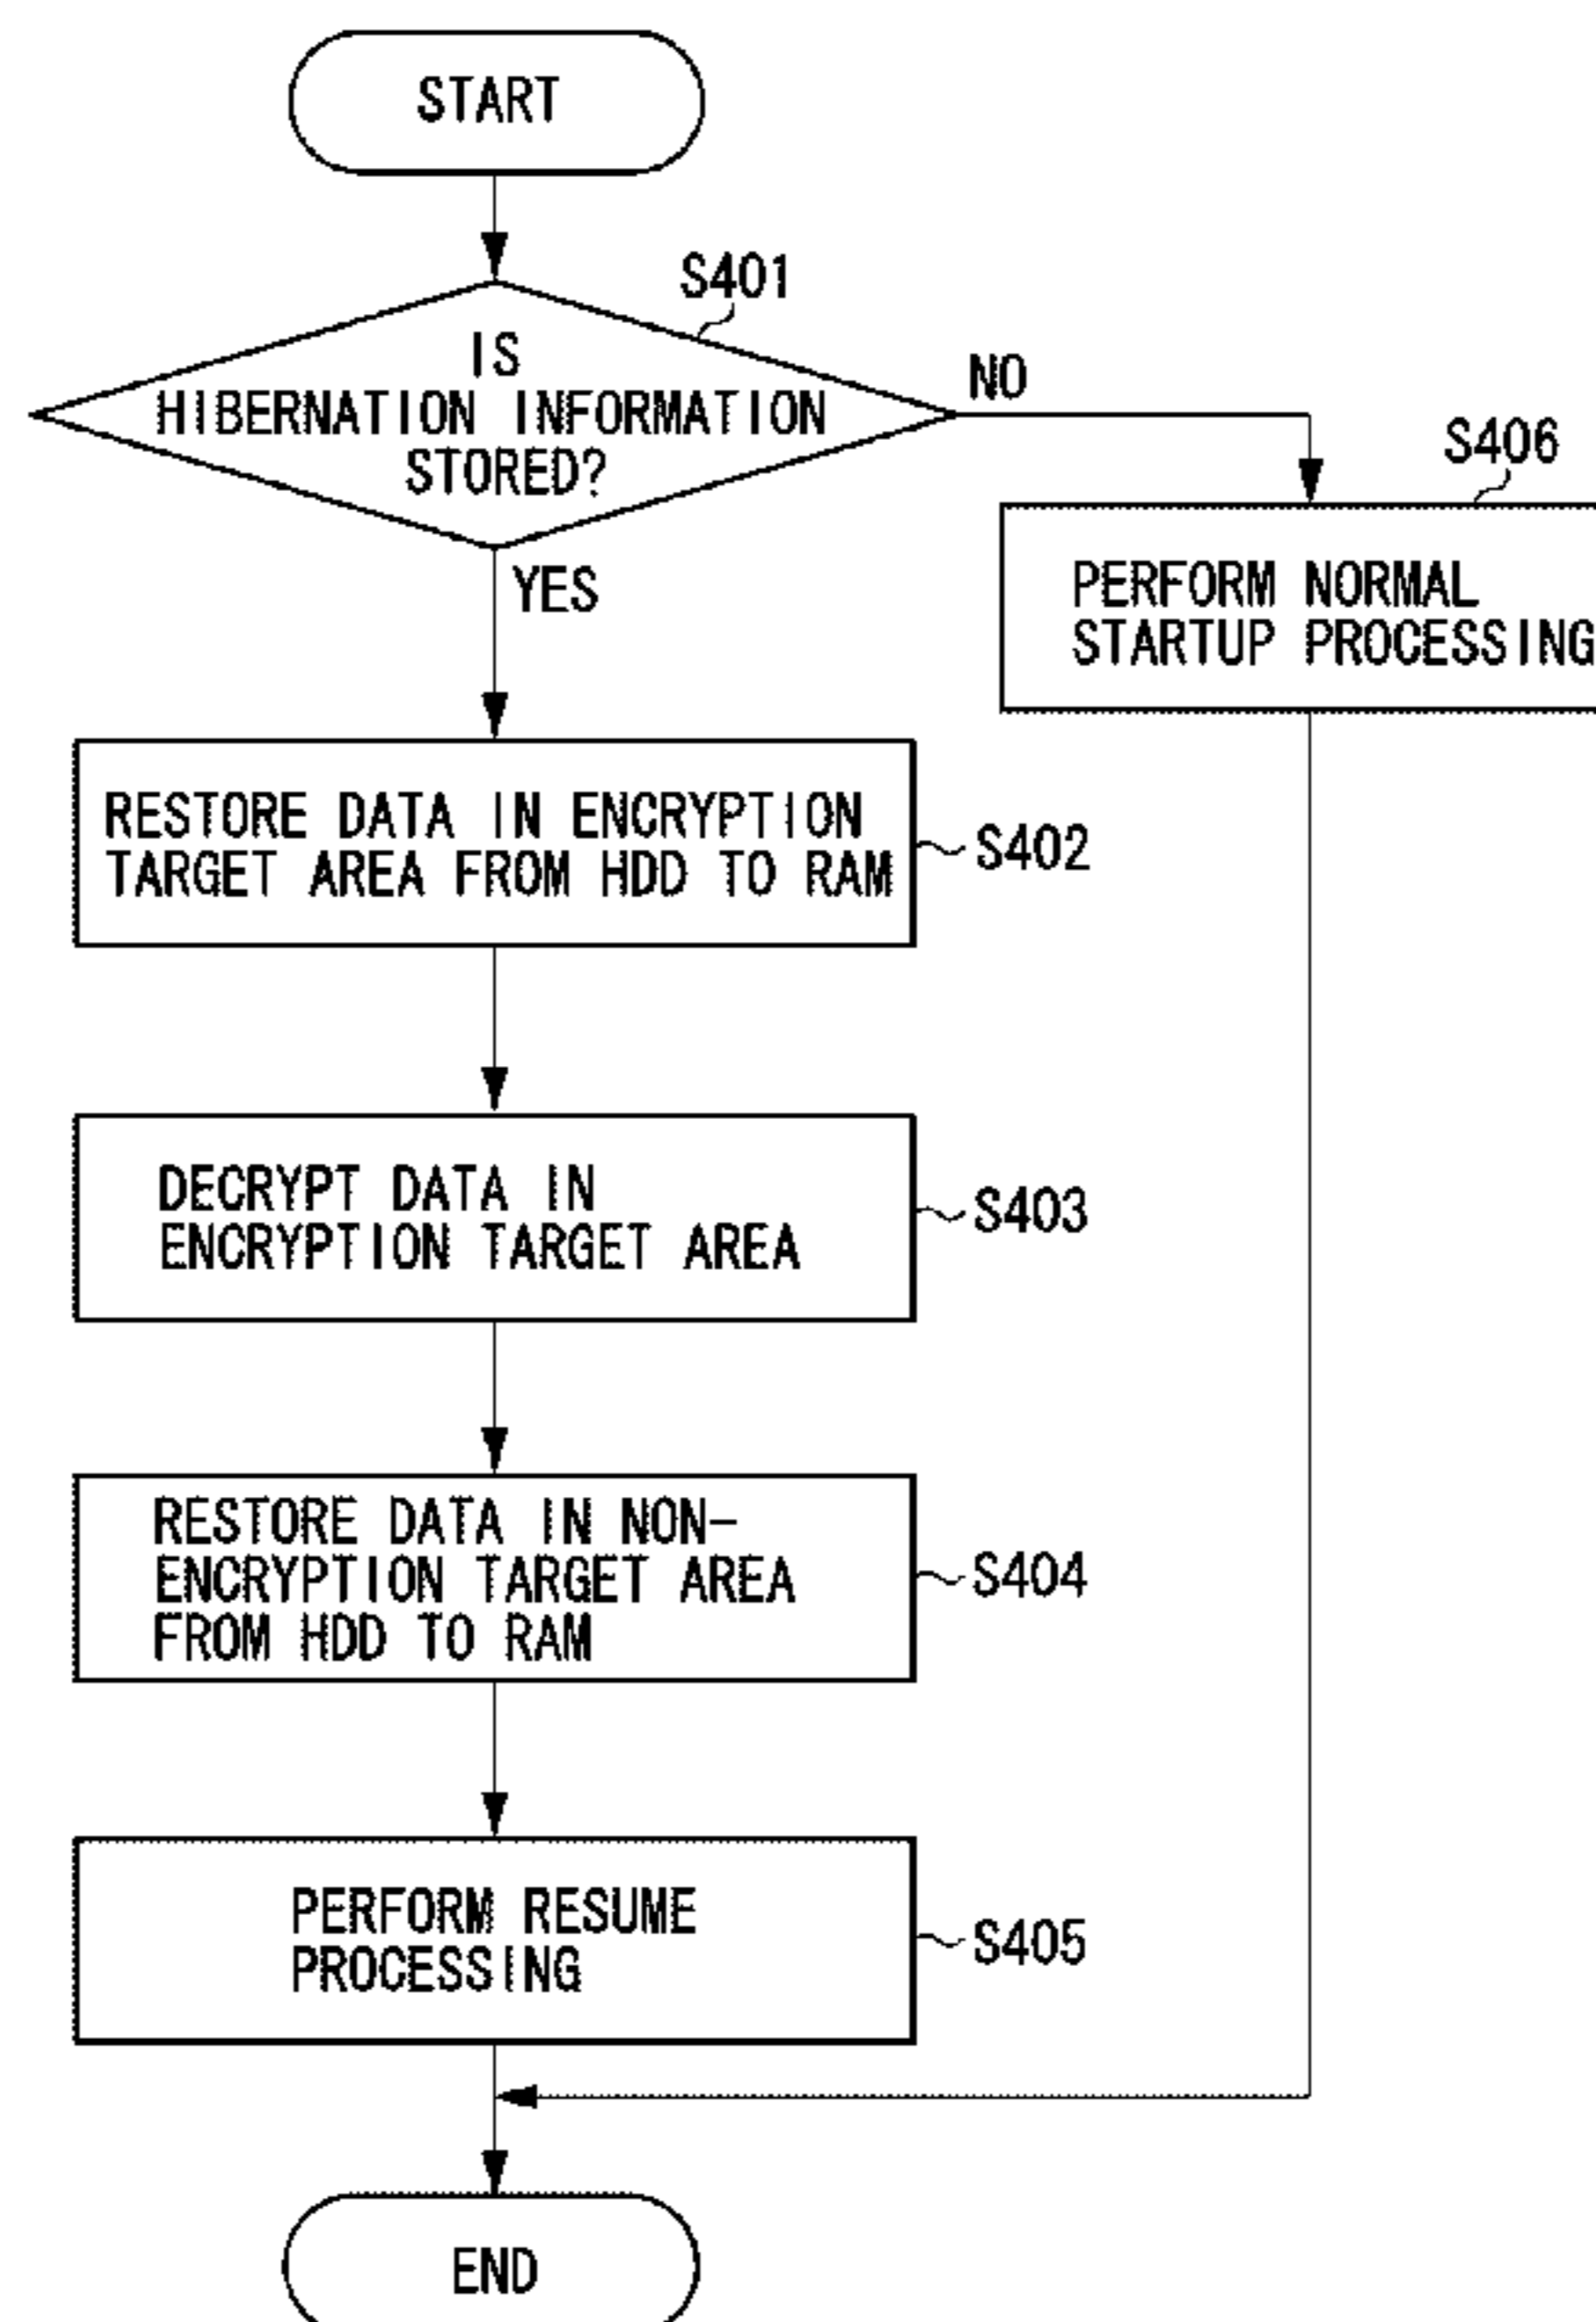 START
S401
IS
HIBERNATION INFORMATION
STORED?
NO
YES
S406
PERFORM NORMAL
STARTUP PROCESSING
RESTORE DATA IN ENCRYPTION
TARGET AREA FROM HDD TO RAM
S402
DECRYPT DATA IN
ENCRYPTION TARGET AREA
S403
RESTORE DATA IN NON-
ENCRYPTION TARGET AREA
FROM HDD TO RAM
S404
PERFORM RESUME
PROCESSING
S405
END